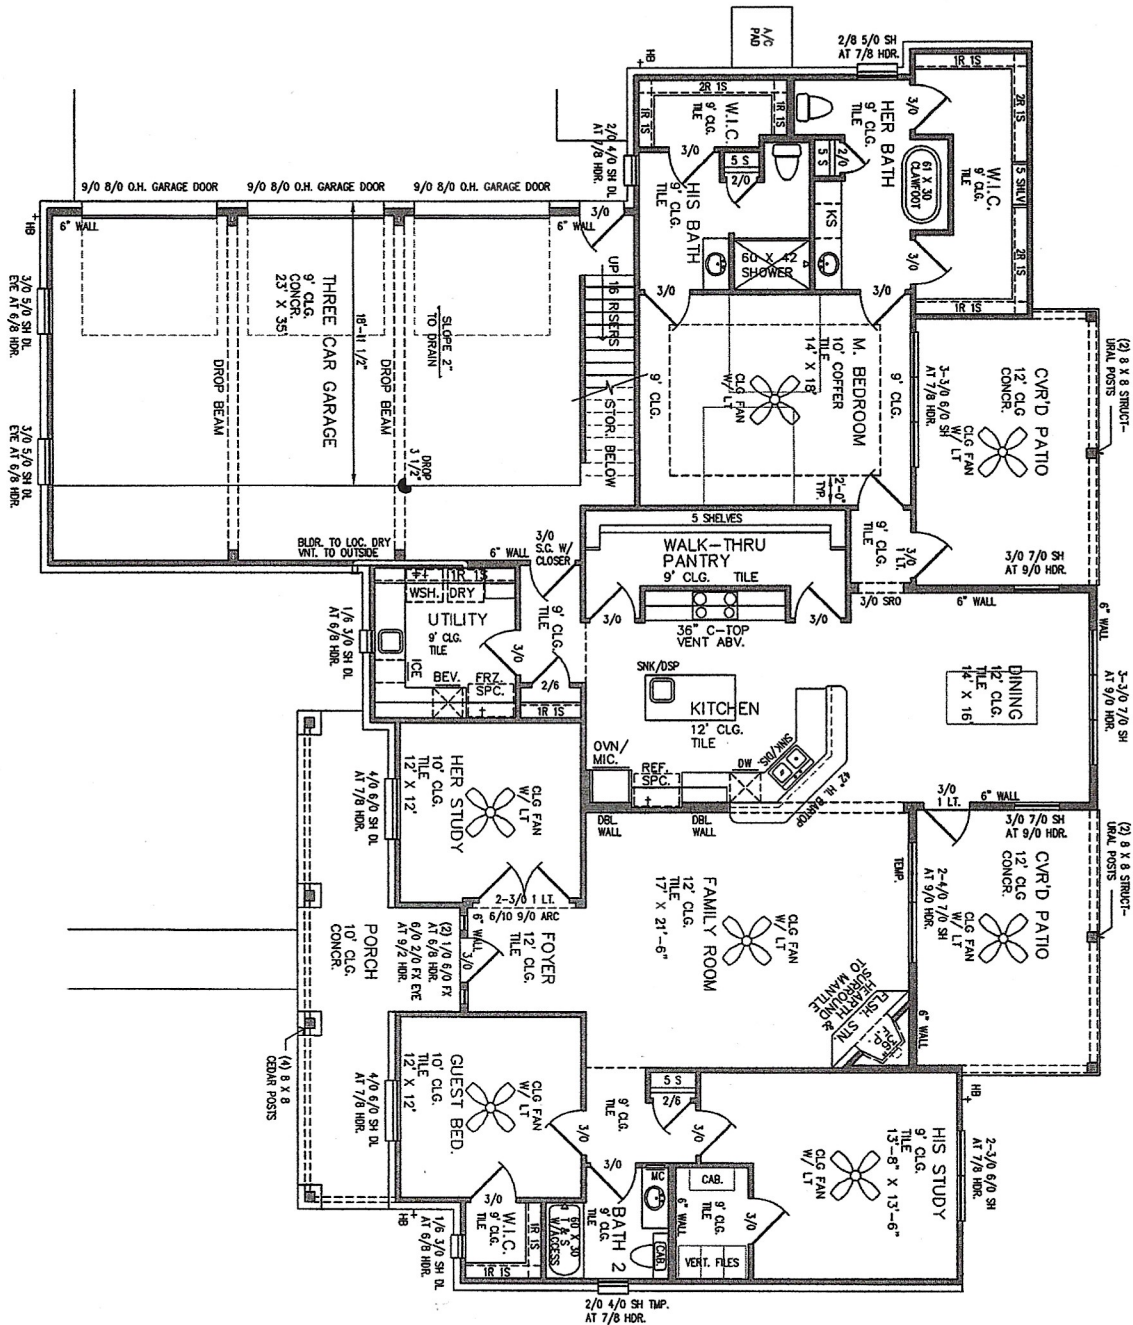 A/C
PAD
2/8 5/0 SH
AT 7/8 HDR.
HB
1R 1S
2R 1S
3/0
2R 1S
5 SHLV
2R 1S
1R 1S
W.I.C.
9' CLG.
TILE
1R 1S
1R 1S
W.I.C.
9' CLG.
TILE
HER BATH
9' CLG.
TILE
61 X 30
CLAWFOOT
5 S
2/0
5 S
2/0
3/0
2/0 4/0 SH DL
AT 7/8 HDR.
HIS BATH
9' CLG.
TILE
KS
60 X 42
SHOWER
3/0
3/0
3/0
9/0 8/0 O.H. GARAGE DOOR
9/0 8/0 O.H. GARAGE DOOR
9/0 8/0 O.H. GARAGE DOOR
HB
6" WALL
6" WALL
3/0
3/0 5/0 SH DL
EYE AT 6/8 HDR.
3/0 5/0 SH DL
EYE AT 6/8 HDR.
THREE CAR GARAGE
9' CLG.
CONCR.
23' X 35'
18'-11 1/2"
SLOPE 2"
TO DRAIN
DROP BEAM
DROP BEAM
DROP
3 1/2"
UP 16 RISERS
STOR. BELOW
M. BEDROOM
10' COFFER
TILE
14' X 18'
CLG FAN
W/ LT
9' CLG.
9' CLG.
2'-0"
TYP.
CVR'D PATIO
12' CLG
CONCR.
CLG FAN
W/ LT
3-3/0 6/0 SH
AT 7/8 HDR.
(2) 8 X 8 STRUCT-
URAL POSTS
BLDR. TO LOC. DRY
VNT. TO OUTSIDE
6" WALL
3/0
S.C. W/
CLOSER
5 SHELVES
WALK-THRU
PANTRY
9' CLG. TILE
9' CLG.
TILE
3/0
1 LT.
3/0 7/0 SH
AT 9/0 HDR.
3/0 SRO
6" WALL
6" WALL
1R 1S
WSH.
DRY
UTILITY
9' CLG.
TILE
ICE
BEV.
FRZ.
SPC.
1/6 3/0 SH DL
AT 6/8 HDR.
9' CLG.
TILE
3/0
2/6
1R 1S
3/0
36" C-TOP
VENT ABV.
3/0
SNK/DSP
KITCHEN
12' CLG.
TILE
OVN/
MIC.
REF.
SPC.
DW
SNK/DIS.
42" HI. BARTOP
DINING
12' CLG.
TILE
14' X 16'
3-3/0 7/0 SH
AT 9/0 HDR.
3/0
1 LT.
6" WALL
3/0 7/0 SH
AT 9/0 HDR.
HER STUDY
10' CLG.
TILE
12' X 12'
CLG FAN
W/ LT
4/0 6/0 SH DL
AT 7/8 HDR.
DBL.
WALL
DBL.
WALL
TEMP.
FAMILY ROOM
12' CLG.
TILE
17' X 21'-6"
CLG FAN
W/ LT
2-4/0 7/0 SH
AT 9/0 HDR.
CVR'D PATIO
12' CLG
CONCR.
CLG FAN
W/ LT
(2) 8 X 8 STRUCT-
URAL POSTS
2-3/0 1 LT.
6/10 9/0 ARC
6" WALL
FOYER
12' CLG.
TILE
3/0
(2) 1/0 6/0 FX
AT 6/8 HDR.
6/0 2/0 FX EYE
AT 9/2 HDR.
PORCH
10' CLG.
CONCR.
(4) 8 X 8
CEDAR POSTS
FLSH. STN.
HEARTH
SURROUND &
MANTLE
36"
F.P.
6" WALL
GUEST BED.
10' CLG.
TILE
12' X 12'
CLG FAN
W/ LT
4/0 6/0 SH DL
AT 7/8 HDR.
3/0
9' CLG.
TILE
5 S
2/6
3/0
3/0
HIS STUDY
9' CLG.
TILE
13'-8" X 13'-6"
CLG FAN
W/ LT
HB
2-3/0 6/0 SH
AT 7/8 HDR.
3/0
W.I.C.
9' CLG.
TILE
1R 1S
1R 1S
HB
1/6 3/0 SH DL
AT 6/8 HDR.
60 X 30
T & S
W/ACCESS
BATH 2
9' CLG.
TILE
MC
CAB.
CAB.
6" WALL
9' CLG.
TILE
3/0
VERT. FILES
2/0 4/0 SH TMP.
AT 7/8 HDR.